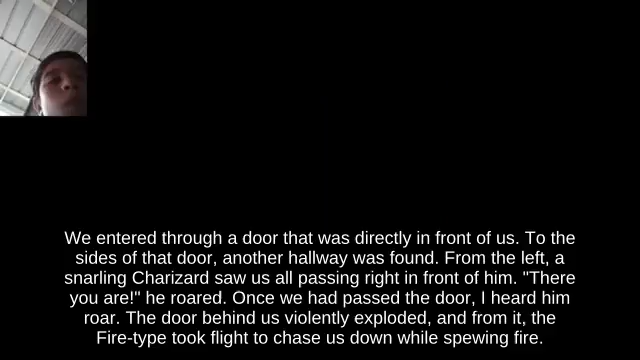 We entered through a door that was directly in front of us. To the
sides of that door, another hallway was found. From the left, a
snarling Charizard saw us all passing right in front of him. "There
you are!" he roared. Once we had passed the door, I heard him
roar. The door behind us violently exploded, and from it, the
Fire-type took flight to chase us down while spewing fire.